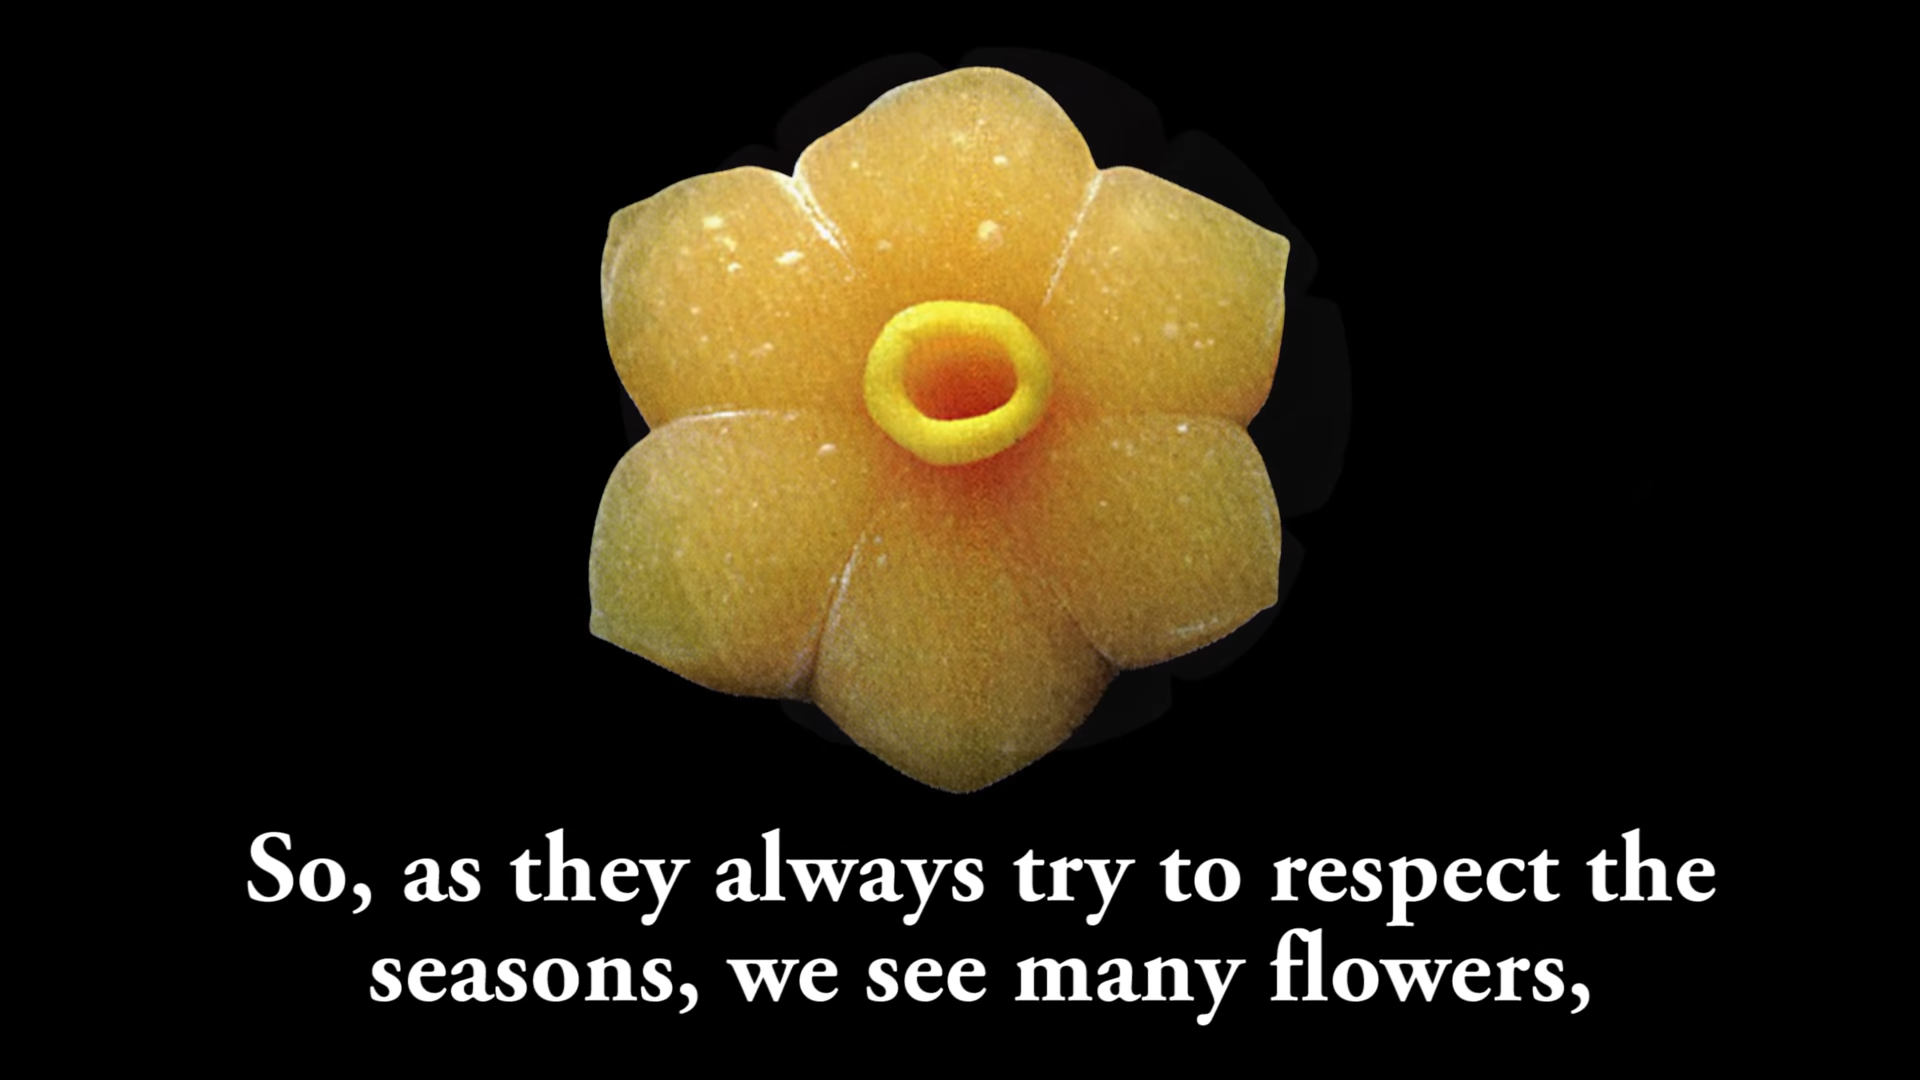 So, as they always try to respect the
seasons, we see many flowers,